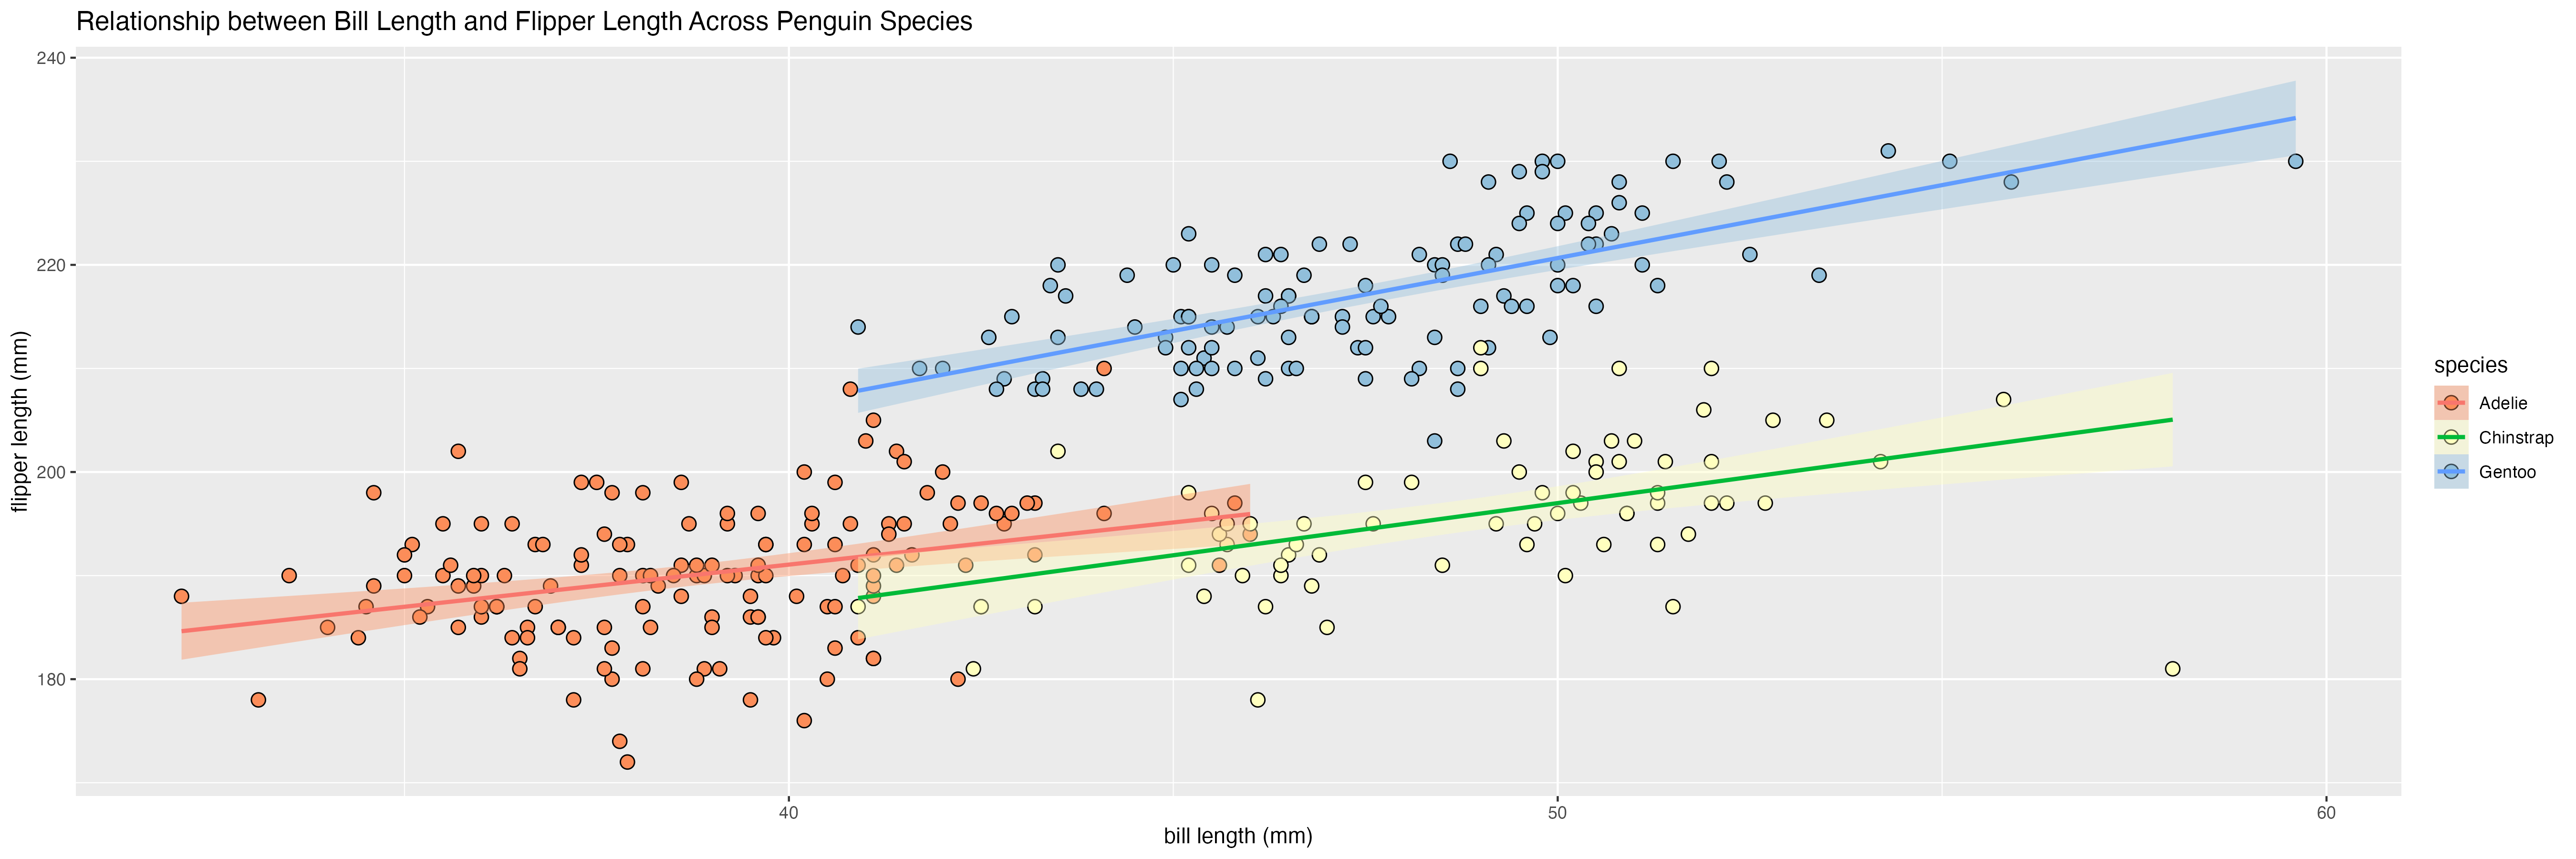 Relationship between Bill Length and Flipper Length Across Penguin Species
240
220
200
180
flipper length (mm)
40
50
60
bill length (mm)
species
Adelie
Chinstrap
Gentoo